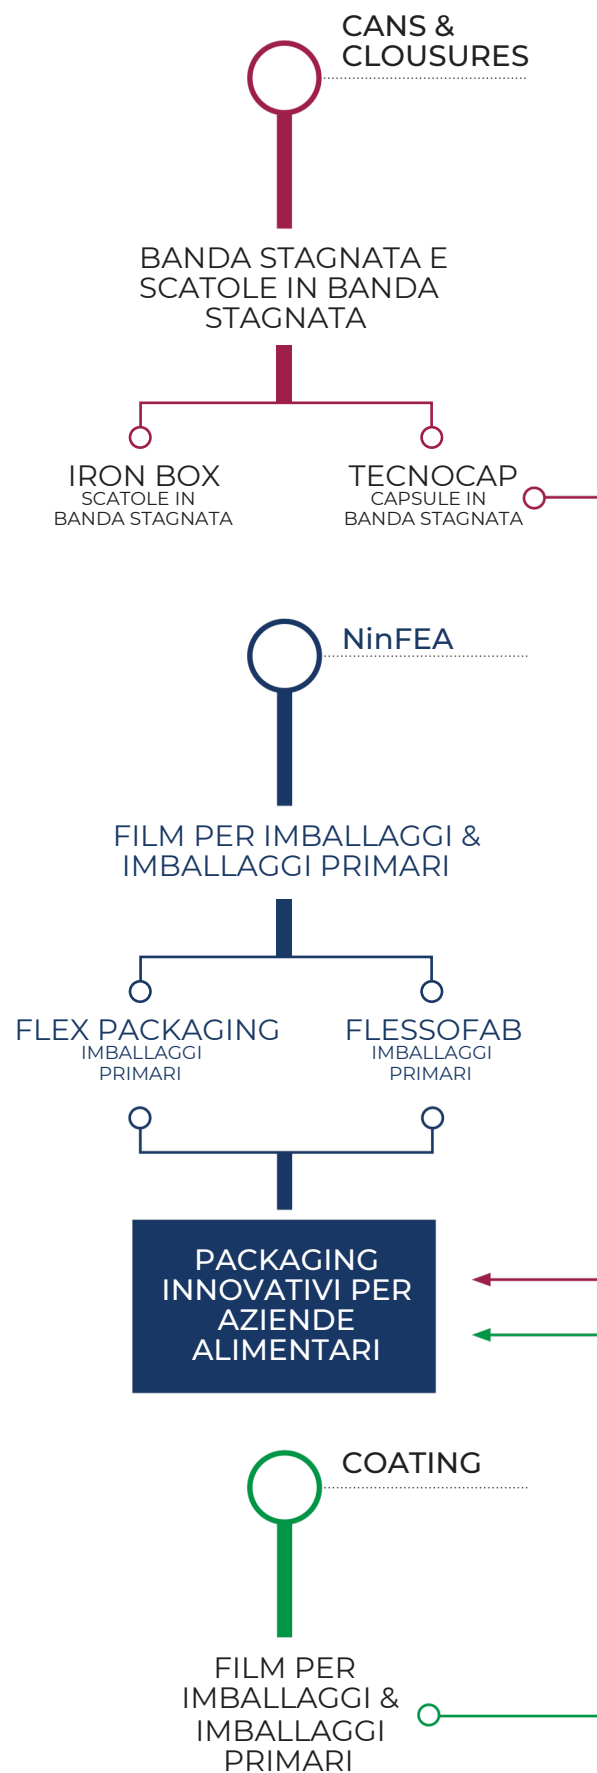 CANS &
CLOUSURES
BANDA STAGNATA E
SCATOLE IN BANDA
STAGNATA
IRON BOX
SCATOLE IN
BANDA STAGNATA
TECNOCAP
CAPSULE IN
BANDA STAGNATA
NinFEA
FILM PER IMBALLAGGI &
IMBALLAGGI PRIMARI
FLEX PACKAGING
IMBALLAGGI
PRIMARI
FLESSOFAB
IMBALLAGGI
PRIMARI
PACKAGING
INNOVATIVI PER
AZIENDE
ALIMENTARI
COATING
FILM PER
IMBALLAGGI &
IMBALLAGGI
PRIMARI